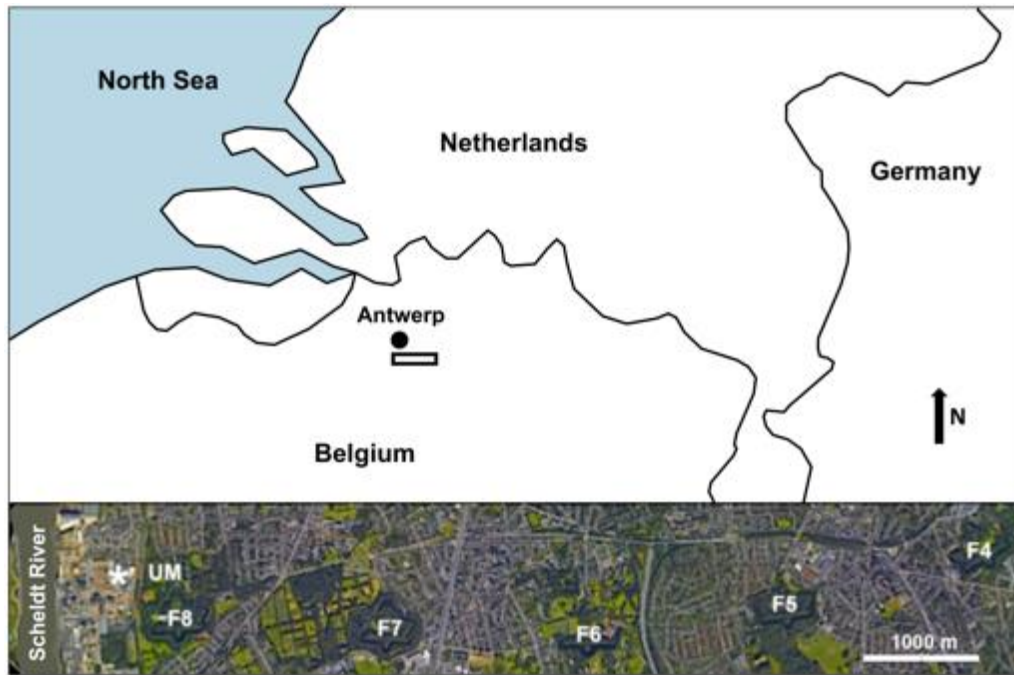 North Sea
Netherlands
Germany
Antwerp
N
Belgium
Scheldt River
UM
F8
F7
F6
F5
F4
1000 m